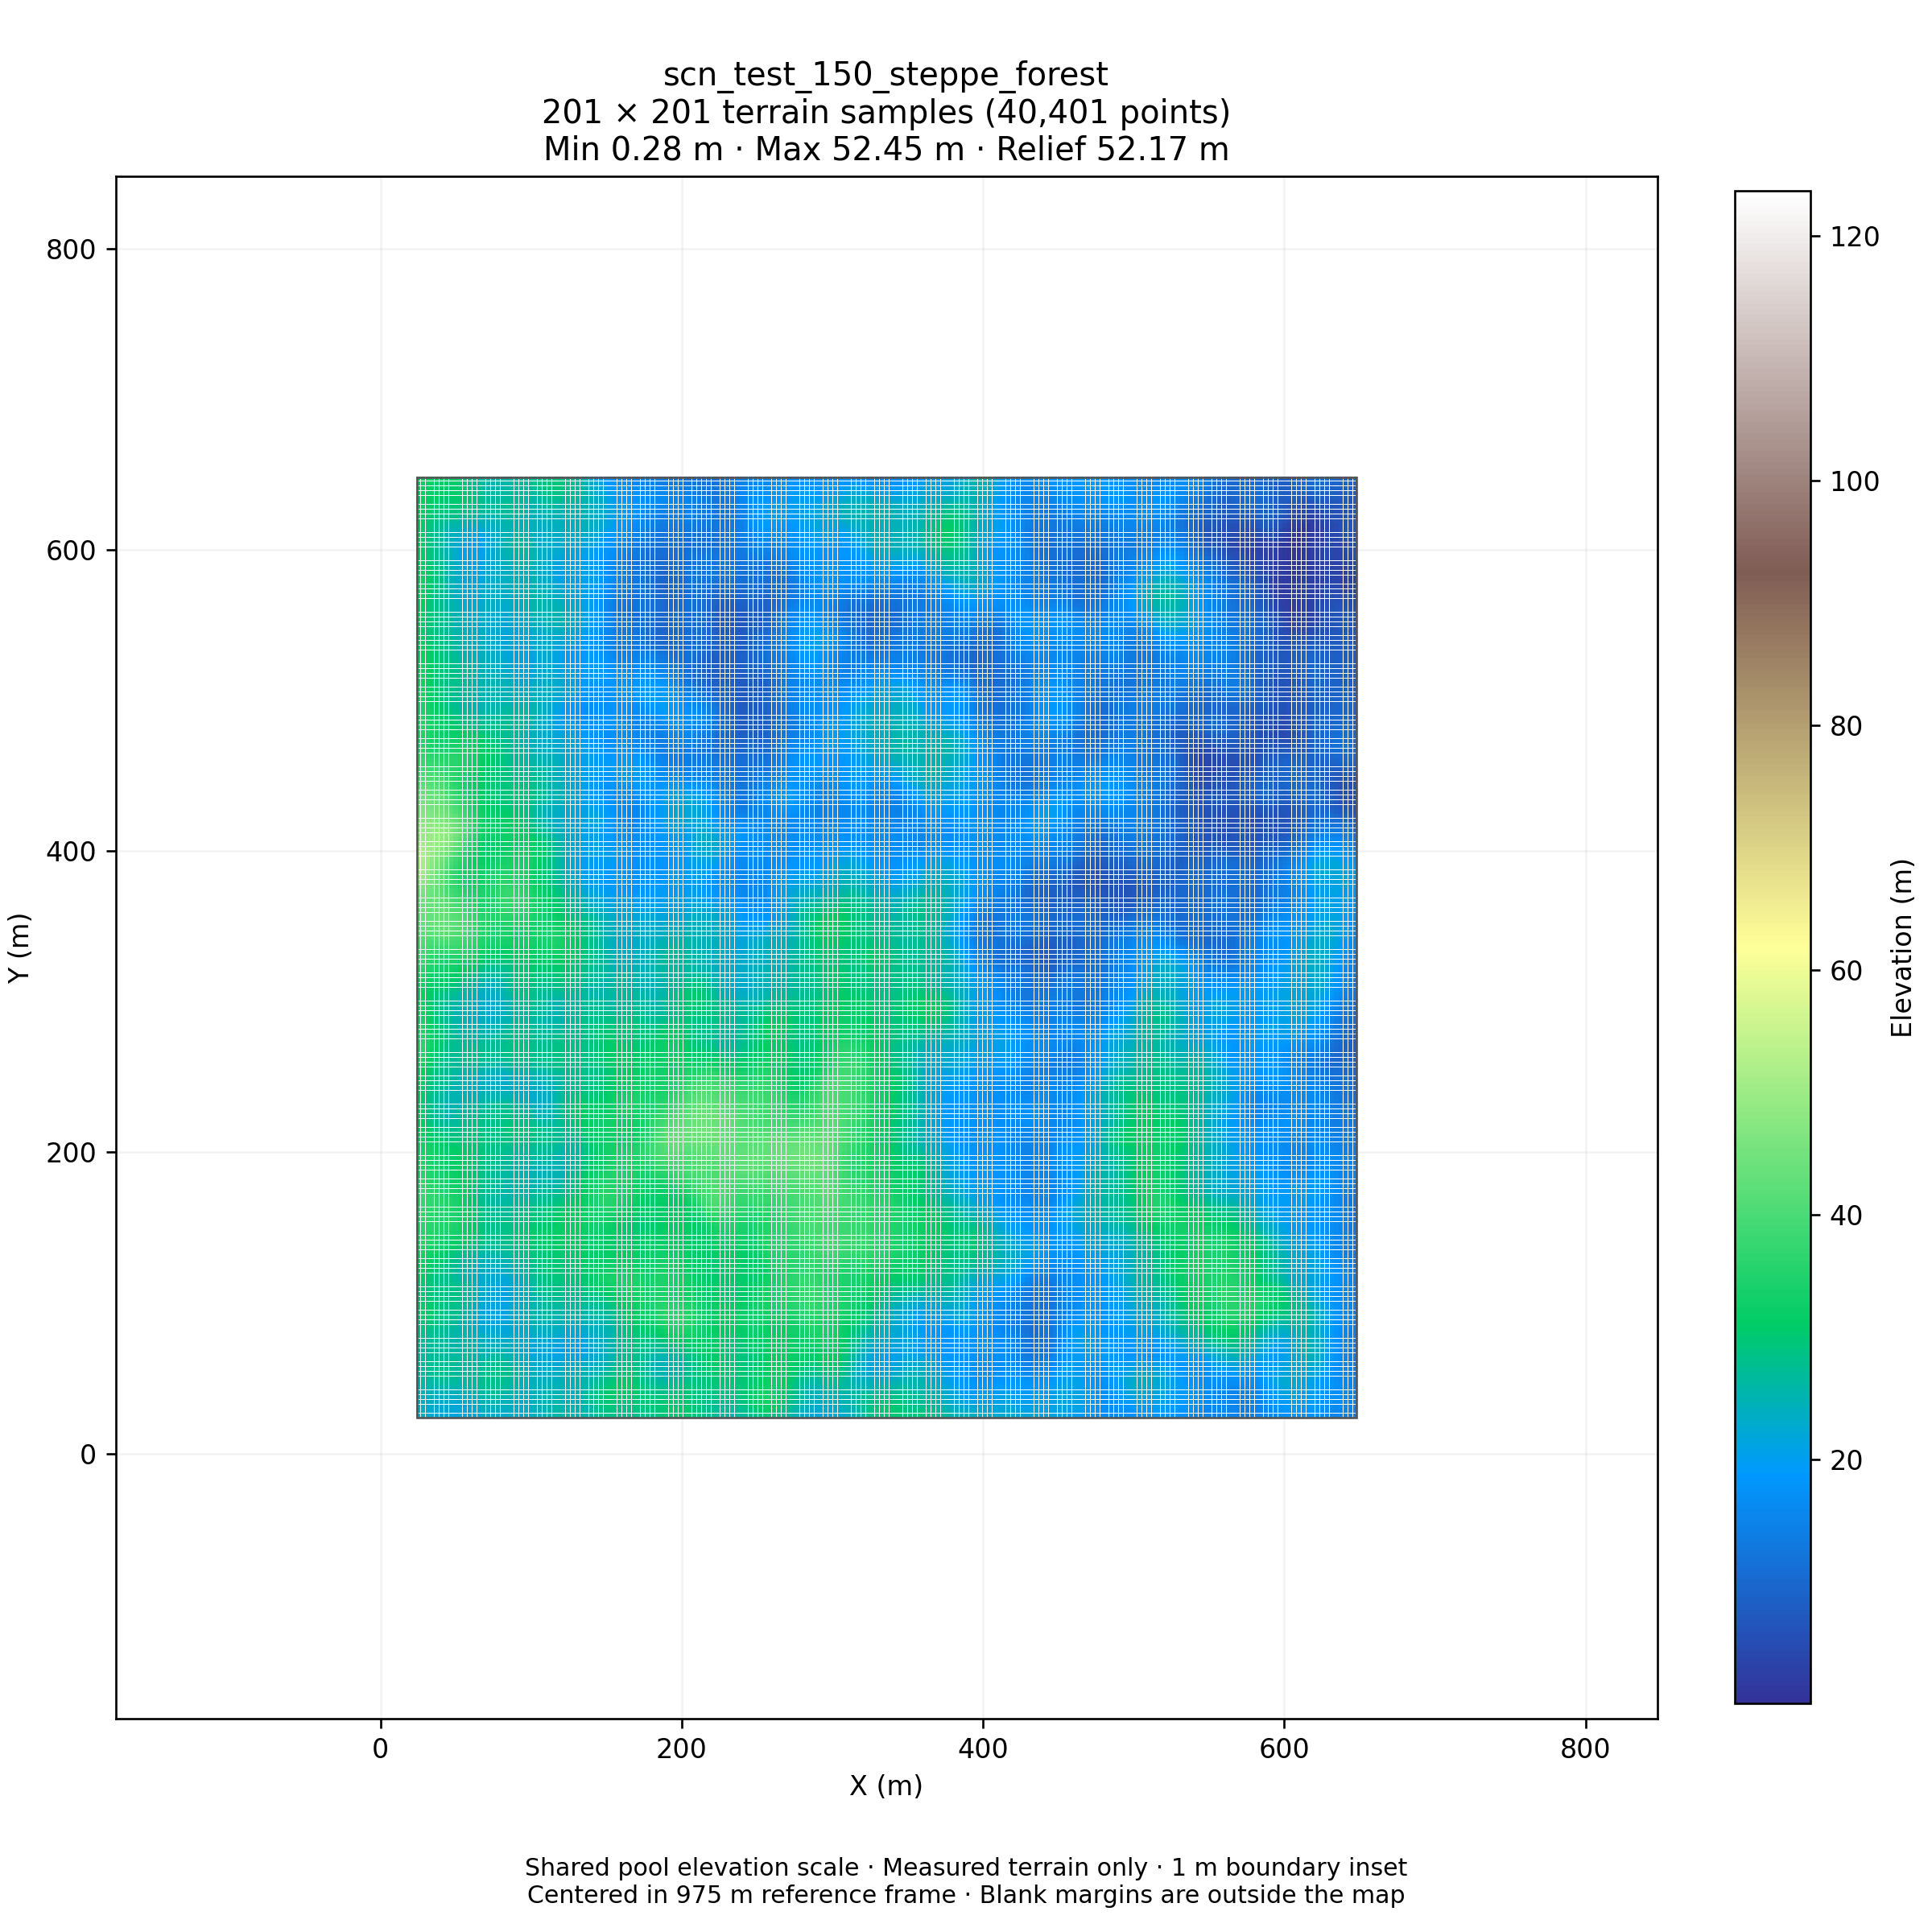 scn_test_150_steppe_forest
201 × 201 terrain samples (40,401 points)
Min 0.28 m · Max 52.45 m · Relief 52.17 m
800
600
400
200
0
Y (m)
0
200
400
600
800
X (m)
120
100
80
60
40
20
Elevation (m)
Shared pool elevation scale · Measured terrain only · 1 m boundary inset
Centered in 975 m reference frame · Blank margins are outside the map